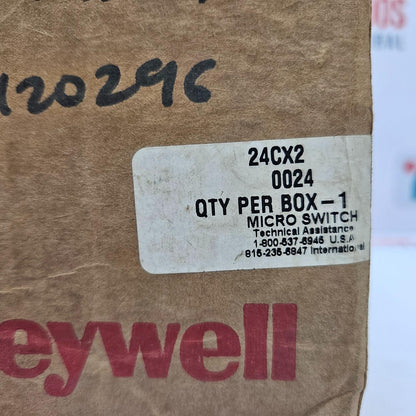 120296
24CX2
0024
QTY PER BOX-1
MICRO SWITCH
Technical Assistance
1-800-537-6945 U.S.A
815-235-6847 International
eywell